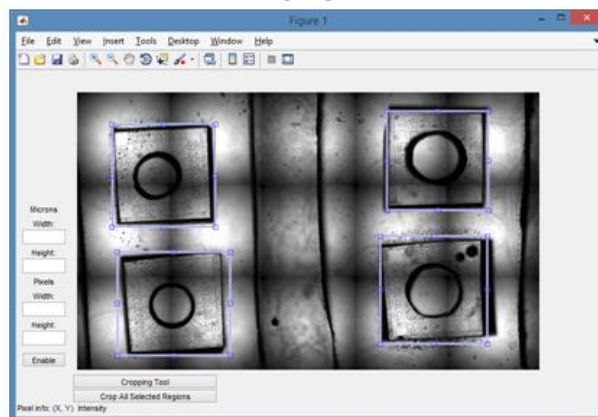 Figure 1
File Edit View Insert Tools Desktop Window Help
Microns
Width:
Height:
Pixels
Width:
Height:
Enable
Cropping Tool
Crop All Selected Regions
Pixel info: (X, Y) Intensity